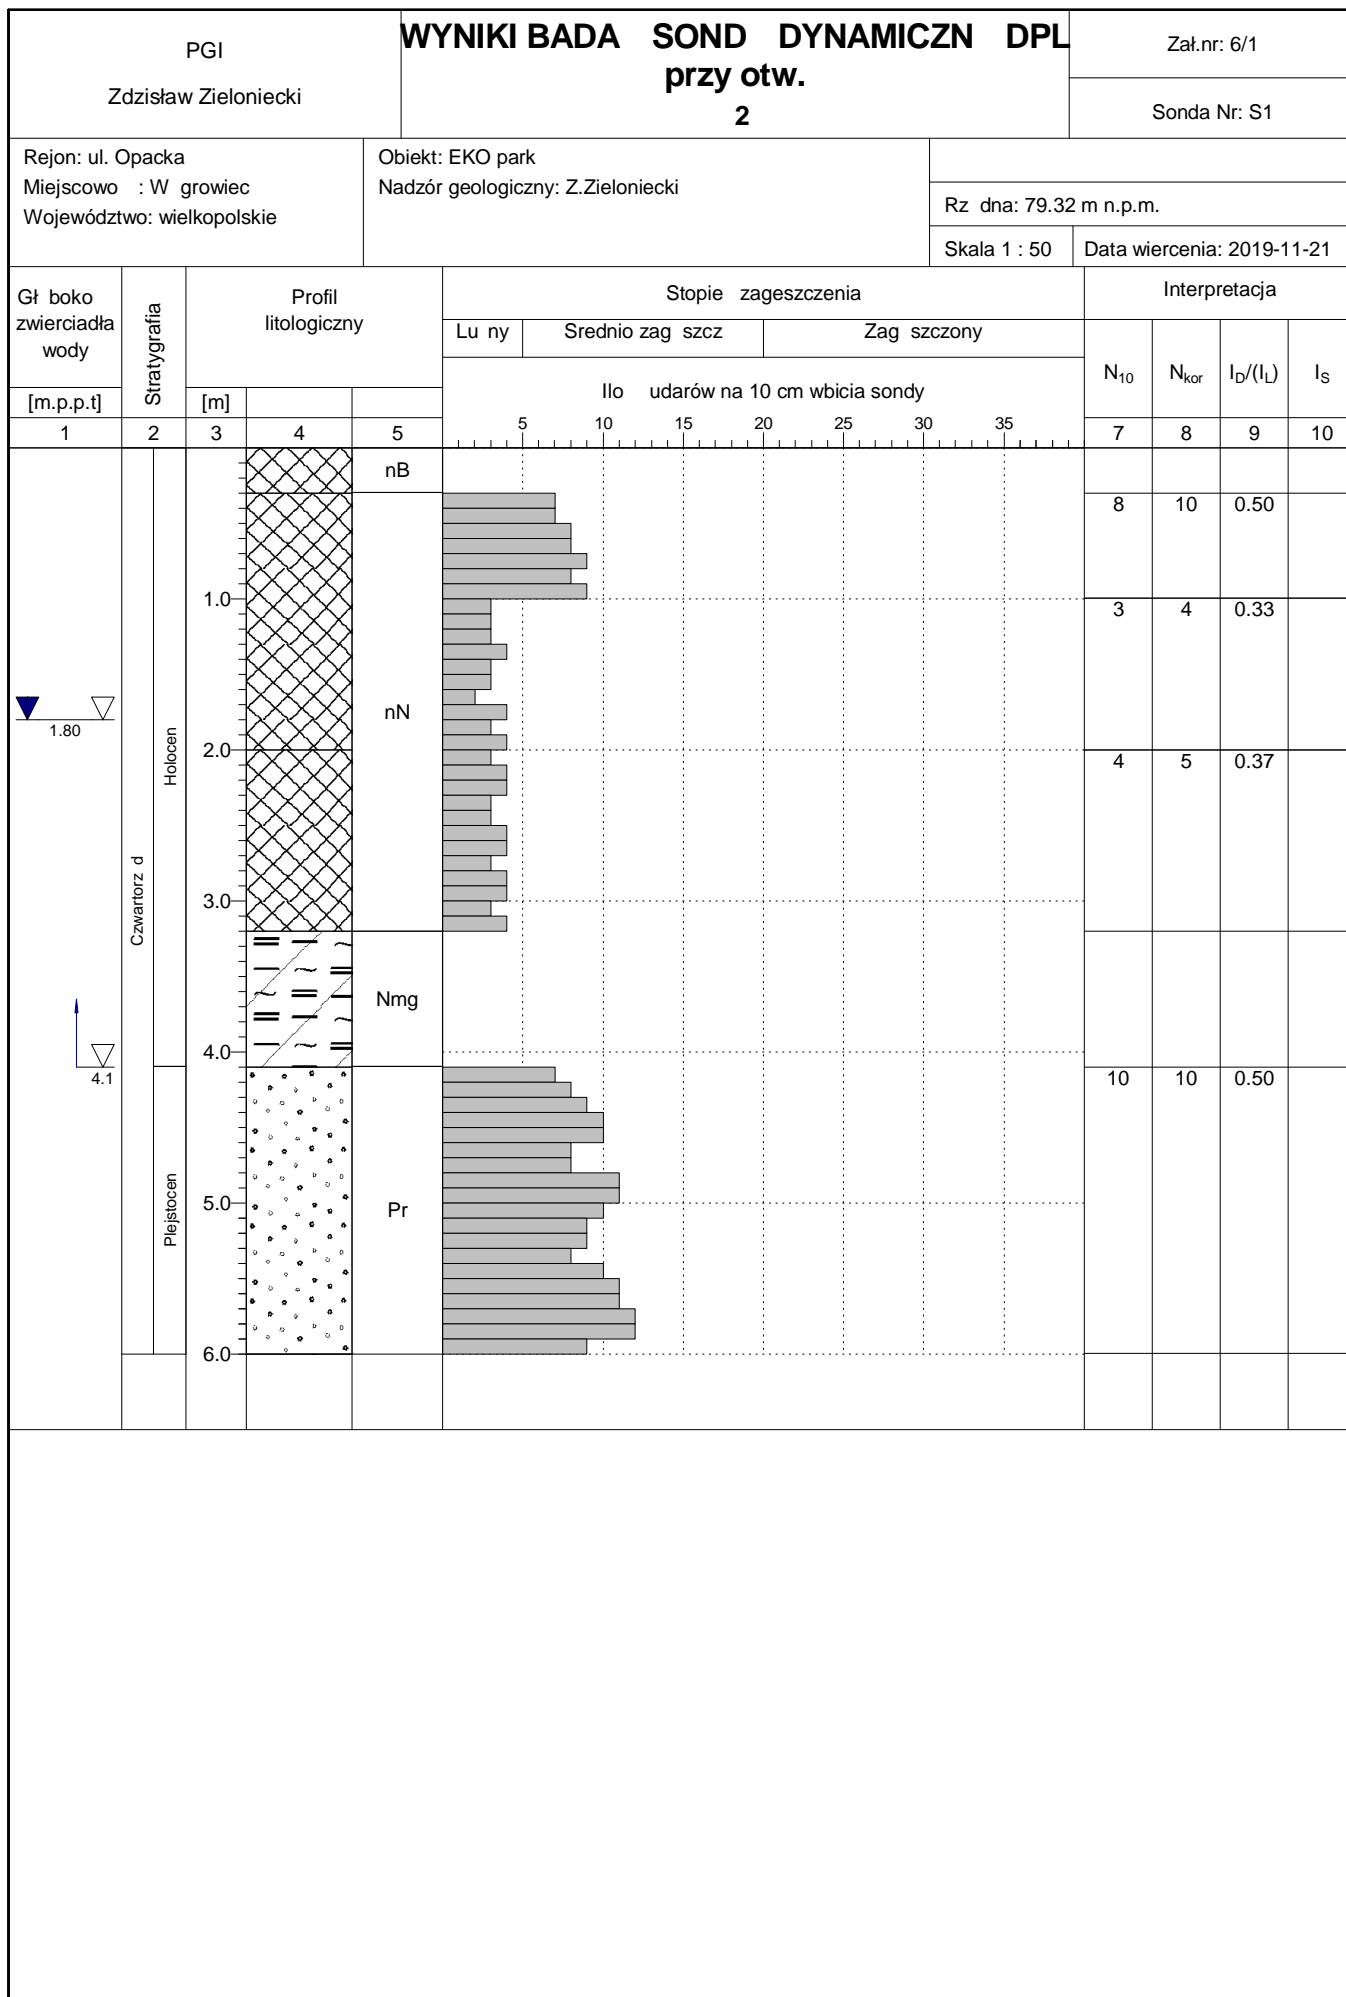 PGI
Zdzisław Zieloniecki
WYNIKI BADA SOND DYNAMICZN DPL
przy otw.
2
Zał.nr: 6/1
Sonda Nr: S1
Rejon: ul. Opacka
Miejscowo : W growiec
Województwo: wielkopolskie
Obiekt: EKO park
Nadzór geologiczny: Z.Zieloniecki
Rz dna: 79.32 m n.p.m.
Skala 1 : 50
Data wiercenia: 2019-11-21
Gł boko
zwierciadła
wody
[m.p.p.t]
Stratygrafia
Profil
litologiczny
[m]
Stopie zageszczenia
Lu ny
Srednio zag szcz
Zag szczony
Ilo udarów na 10 cm wbicia sondy
5 10 15 20 25 30 35
Interpretacja
N10 Nkor ID/(IL) IS
1 2 3 4 5 7 8 9 10
nB
8 10 0.50
1.0
3 4 0.33
nN
1.80
2.0
4 5 0.37
Holocen
Czwartorz d
3.0
Nmg
4.0
4.1
10 10 0.50
Plejstocen
5.0
Pr
6.0